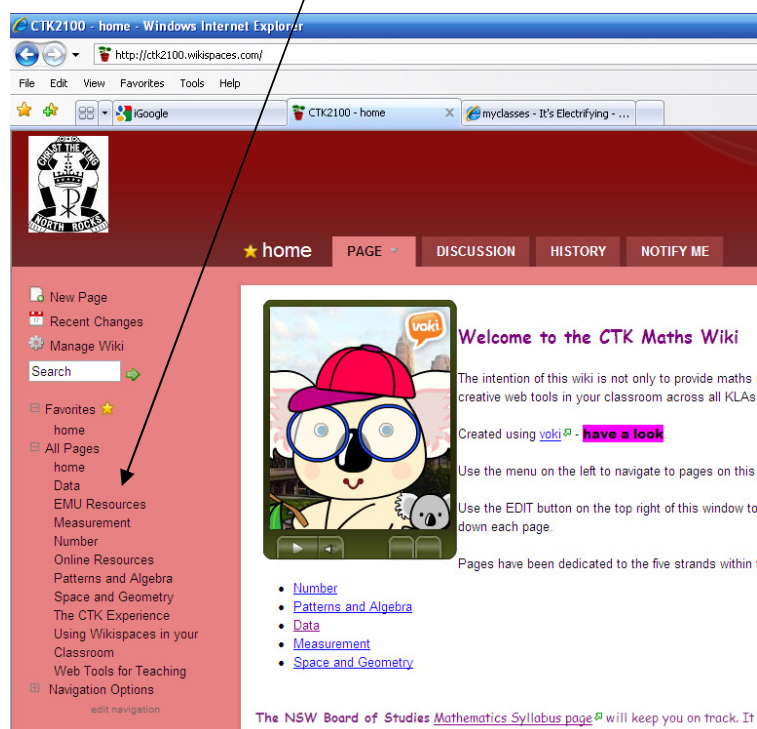 CTK2100 - home - Windows Internet Explorer
http://ctk2100.wikispaces.com/
File Edit View Favorites Tools Help
iGoogle CTK2100 - home X myclasses - It's Electrifying - ...
CHRIST THE KING
NORTH ROCKS
home PAGE DISCUSSION HISTORY NOTIFY ME
New Page
Recent Changes
Manage Wiki
Search
Favorites
home
All Pages
home
Data
EMU Resources
Measurement
Number
Online Resources
Patterns and Algebra
Space and Geometry
The CTK Experience
Using Wikispaces in your
Classroom
Web Tools for Teaching
Navigation Options
edit navigation
voki
Welcome to the CTK Maths Wiki
The intention of this wiki is not only to provide maths
creative web tools in your classroom across all KLAs
Created using voki - have a look.
Use the menu on the left to navigate to pages on this
Use the EDIT button on the top right of this window to
down each page.
Pages have been dedicated to the five strands within
Number
Patterns and Algebra
Data
Measurement
Space and Geometry
The NSW Board of Studies Mathematics Syllabus page will keep you on track. It